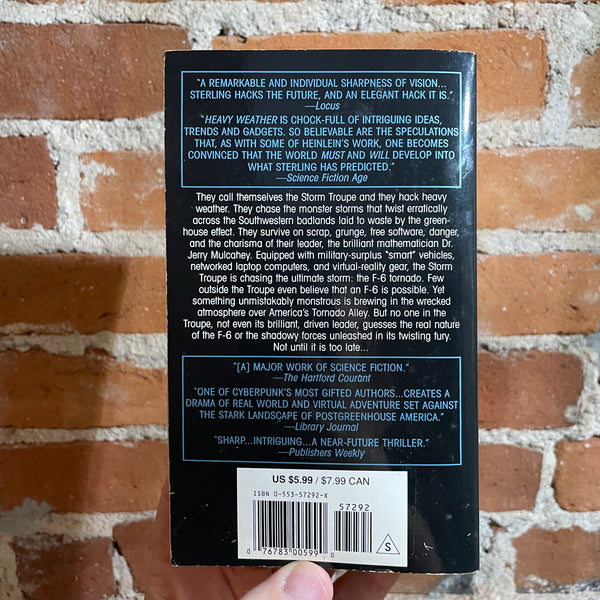 "A REMARKABLE AND INDIVIDUAL SHARPNESS OF VISION...
STERLING HACKS THE FUTURE, AND AN ELEGANT HACK IT IS."
—Locus
"HEAVY WEATHER IS CHOCK-FULL OF INTRIGUING IDEAS,
TRENDS AND GADGETS. SO BELIEVABLE ARE THE SPECULATIONS
THAT, AS WITH SOME OF HEINLEIN'S WORK, ONE BECOMES
CONVINCED THAT THE WORLD MUST AND WILL DEVELOP INTO
WHAT STERLING HAS PREDICTED."
—Science Fiction Age
They call themselves the Storm Troupe and they hack heavy
weather. They chase the monster storms that twist erratically
across the Southwestern badlands laid to waste by the green-
house effect. They survive on scrap, grunge, free software, danger,
and the charisma of their leader, the brilliant mathematician Dr.
Jerry Mulcahey. Equipped with military-surplus "smart" vehicles,
networked laptop computers, and virtual-reality gear, the Storm
Troupe is chasing the ultimate storm: the F-6 tornado. Few
outside the Troupe even believe that an F-6 is possible. Yet
something unmistakably monstrous is brewing in the wrecked
atmosphere over America's Tornado Alley. But no one in the
Troupe, not even its brilliant, driven leader, guesses the real nature
of the F-6 or the shadowy forces unleashed in its twisting fury.
Not until it is too late...
"[A] MAJOR WORK OF SCIENCE FICTION."
—The Hartford Courant
"ONE OF CYBERPUNK'S MOST GIFTED AUTHORS...CREATES A
DRAMA OF REAL WORLD AND VIRTUAL ADVENTURE SET AGAINST
THE STARK LANDSCAPE OF POSTGREENHOUSE AMERICA."
—Library Journal
"SHARP...INTRIGUING...A NEAR-FUTURE THRILLER."
—Publishers Weekly
US $5.99 / $7.99 CAN
ISBN 0-553-57292-X
57292
0 76783 00599 0
S